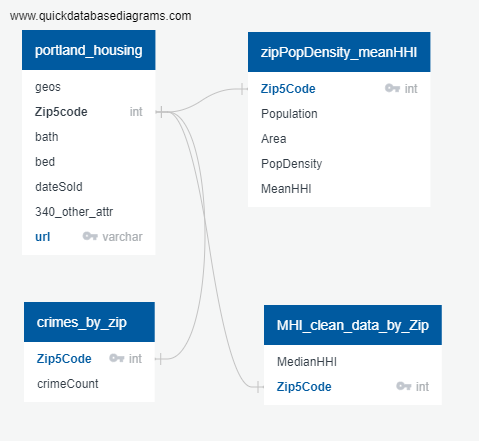 www.quickdatabasediagrams.com
portland_housing
geos
Zip5code int
bath
bed
dateSold
340_other_attr
url varchar
zipPopDensity_meanHHI
Zip5Code int
Population
Area
PopDensity
MeanHHI
crimes_by_zip
Zip5Code int
crimeCount
MHI_clean_data_by_Zip
MedianHHI
Zip5Code int